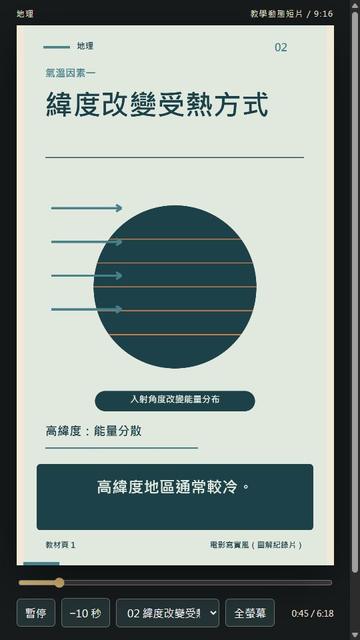 地理
教學動態短片 / 9:16
地理
02
氣溫因素一
緯度改變受熱方式
入射角度改變能量分布
高緯度：能量分散
高緯度地區通常較冷。
教材頁 1
電影寫實風（圖解紀錄片）
暫停
−10 秒
02 緯度改變受
全螢幕
0:45 / 6:18